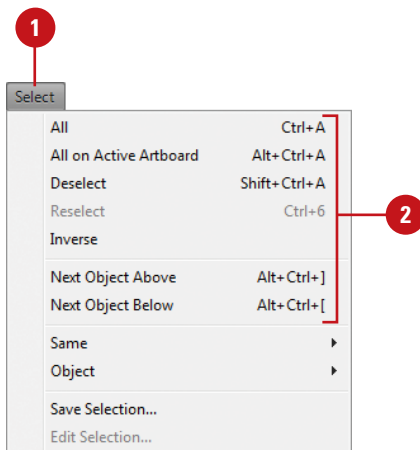 1
Select
All Ctrl+A
All on Active Artboard Alt+Ctrl+A
Deselect Shift+Ctrl+A
Reselect Ctrl+6
Inverse
2
Next Object Above Alt+Ctrl+]
Next Object Below Alt+Ctrl+[
Same
Object
Save Selection...
Edit Selection...